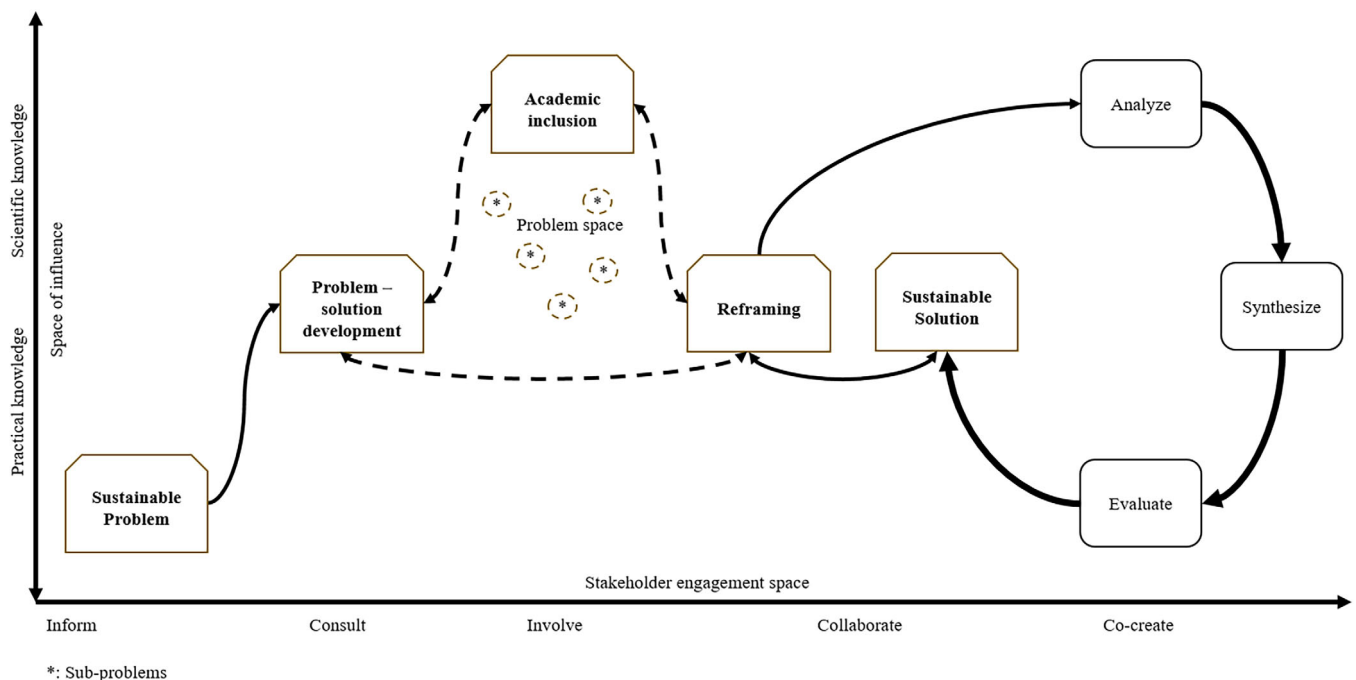 Scientific knowledge
Practical knowledge
Space of influence
Academic
inclusion
Analyze
*
*
Problem space
*
*
*
Problem –
solution
development
Reframing
Sustainable
Solution
Synthesize
Sustainable
Problem
Evaluate
Stakeholder engagement space
Inform
Consult
Involve
Collaborate
Co-create
*: Sub-problems